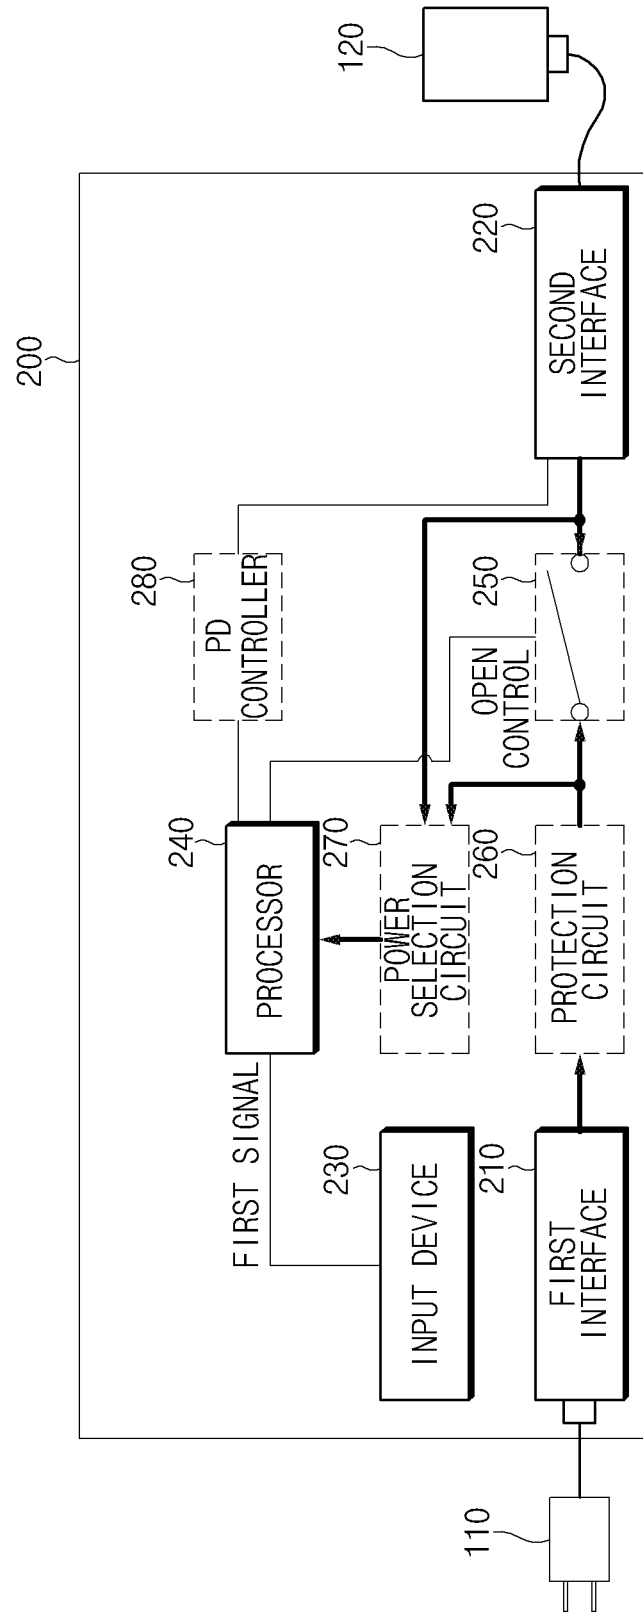 200
120
280
PD
CONTROLLER
240
PROCESSOR
FIRST SIGNAL
230
INPUT DEVICE
270
POWER
SELECTION
CIRCUIT
OPEN
CONTROL
110
210
FIRST
INTERFACE
260
PROTECTION
CIRCUIT
250
220
SECOND
INTERFACE